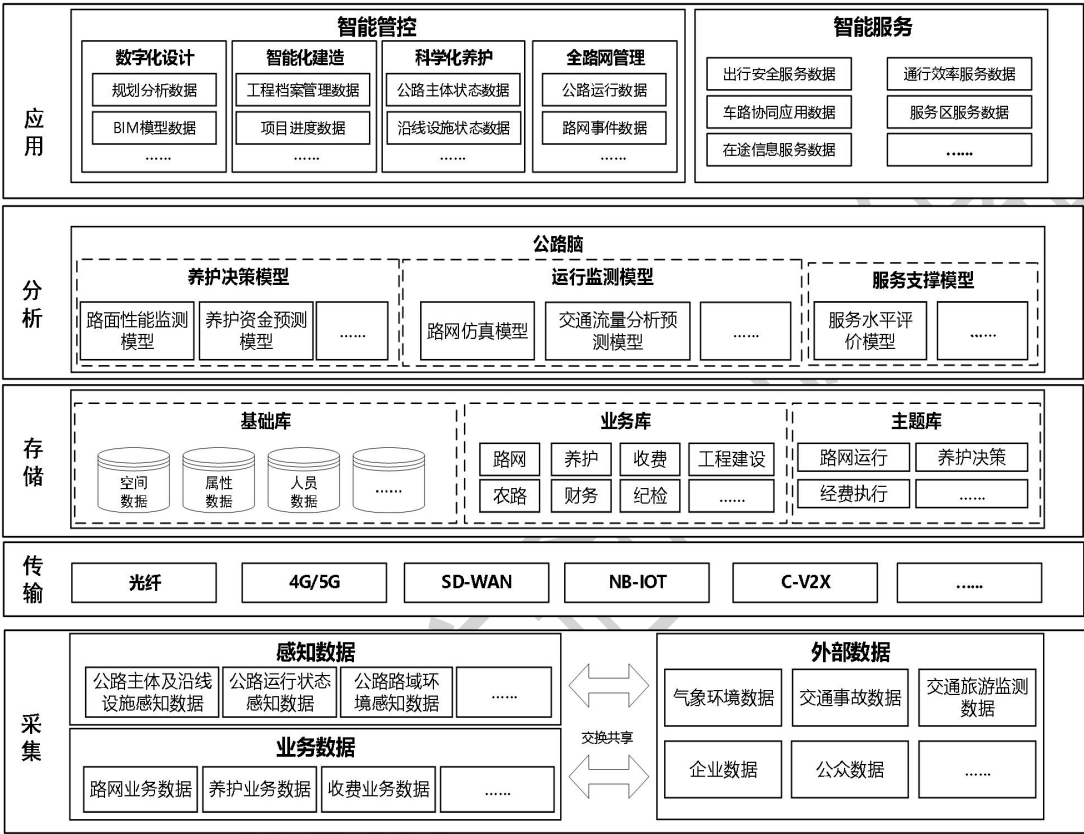 应用
智能管控
数字化设计
规划分析数据
BIM模型数据
……
智能化建造
工程档案管理数据
项目进度数据
……
科学化养护
公路主体状态数据
沿线设施状态数据
……
全路网管理
公路运行数据
路网事件数据
……
智能服务
出行安全服务数据
通行效率服务数据
车路协同应用数据
服务区服务数据
在途信息服务数据
……
分析
公路脑
养护决策模型
路面性能监测
模型
养护资金预测
模型
……
运行监测模型
路网仿真模型
交通流量分析预
测模型
……
服务支撑模型
服务水平评
价模型
……
存储
基础库
空间
数据
属性
数据
人员
数据
……
业务库
路网
养护
收费
工程建设
农路
财务
纪检
……
主题库
路网运行
养护决策
经费执行
……
传输
光纤
4G/5G
SD-WAN
NB-IOT
C-V2X
……
采集
感知数据
公路主体及沿线
设施感知数据
公路运行状态
感知数据
公路路域环
境感知数据
……
业务数据
路网业务数据
养护业务数据
收费业务数据
……
交换共享
外部数据
气象环境数据
交通事故数据
交通旅游监测
数据
企业数据
公众数据
……